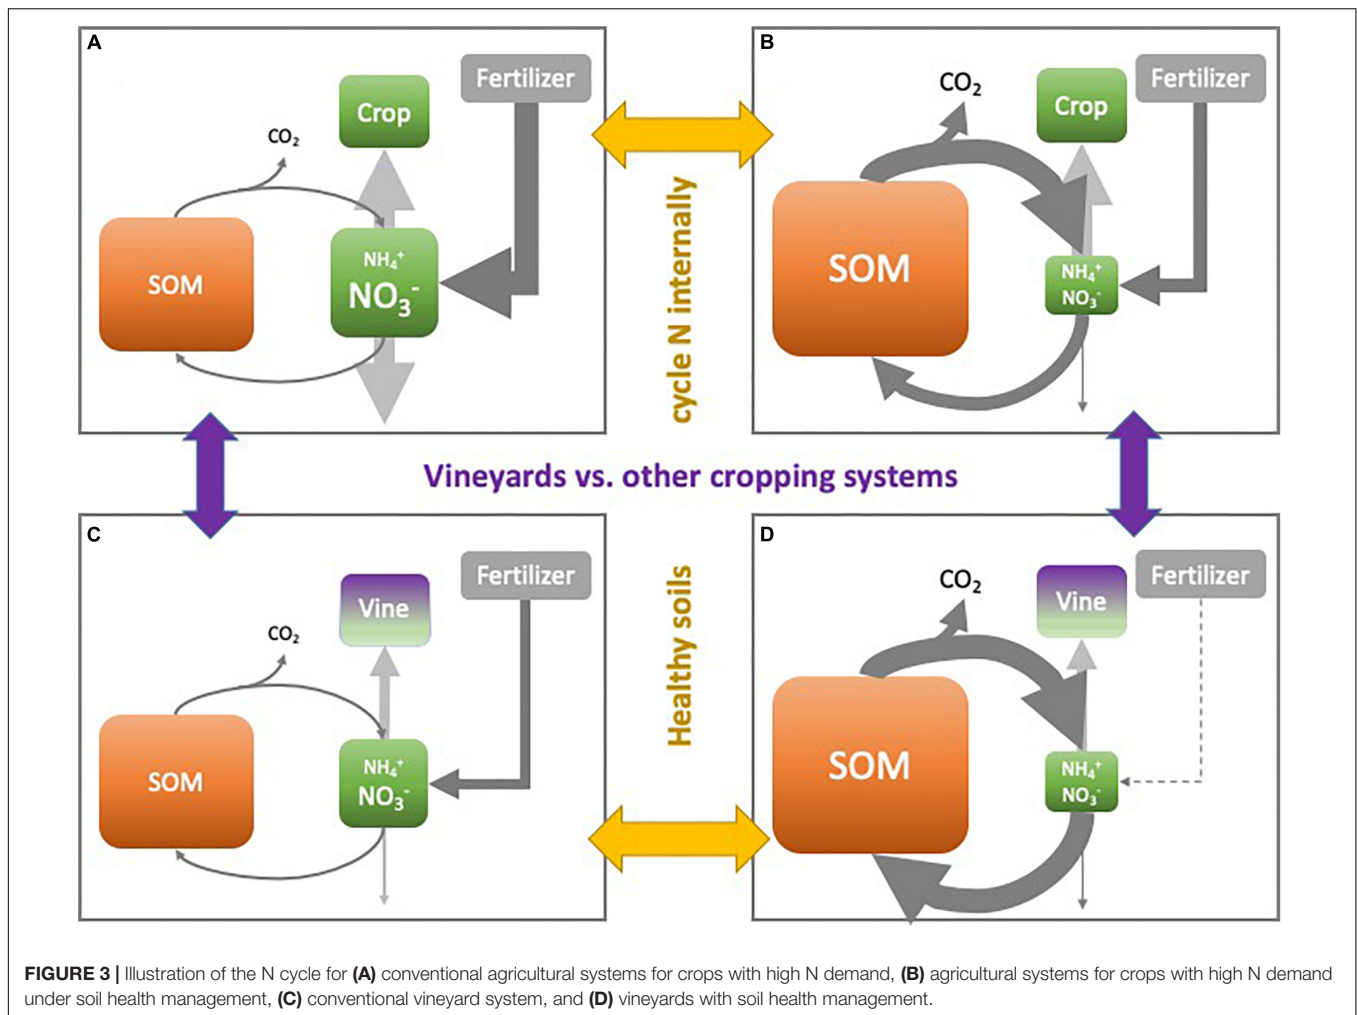 A
Fertilizer
Crop
CO₂
NH₄⁺
NO₃⁻
SOM
B
CO₂
Fertilizer
Crop
SOM
NH₄⁺
NO₃⁻
cycle N internally
Vineyards vs. other cropping systems
Healthy soils
C
Fertilizer
Vine
CO₂
NH₄⁺
NO₃⁻
SOM
D
CO₂
Fertilizer
Vine
SOM
NH₄⁺
NO₃⁻
FIGURE 3 | Illustration of the N cycle for (A) conventional agricultural systems for crops with high N demand, (B) agricultural systems for crops with high N demand
under soil health management, (C) conventional vineyard system, and (D) vineyards with soil health management.